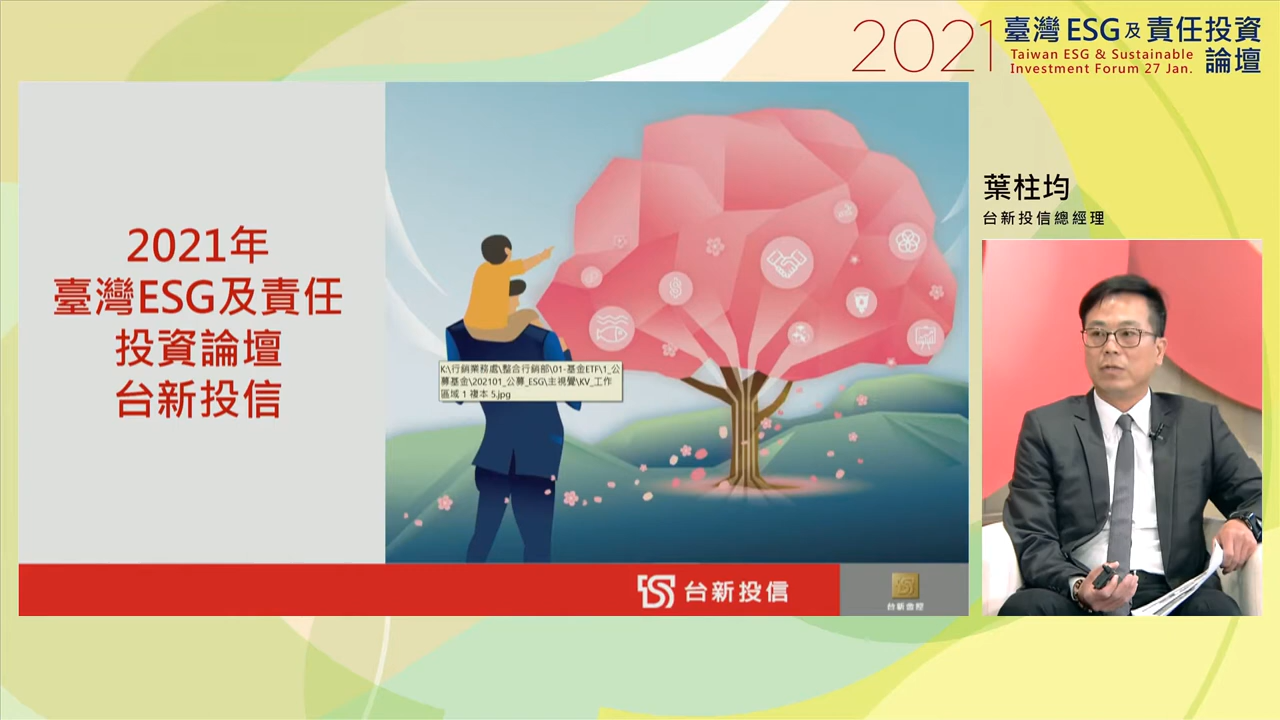 2021
臺灣 ESG 及 責任投資
Taiwan ESG & Sustainable
Investment Forum 27 Jan.
論壇
葉柱均
台新投信總經理
2021年
臺灣ESG及責任
投資論壇
台新投信
K:\行銷業務處\整合行銷部\01-基金ETF\1_公
募基金\202101_公募_ESG\主視覺\KV_工作
區域 1 複本 5.jpg
台新投信
台新金控